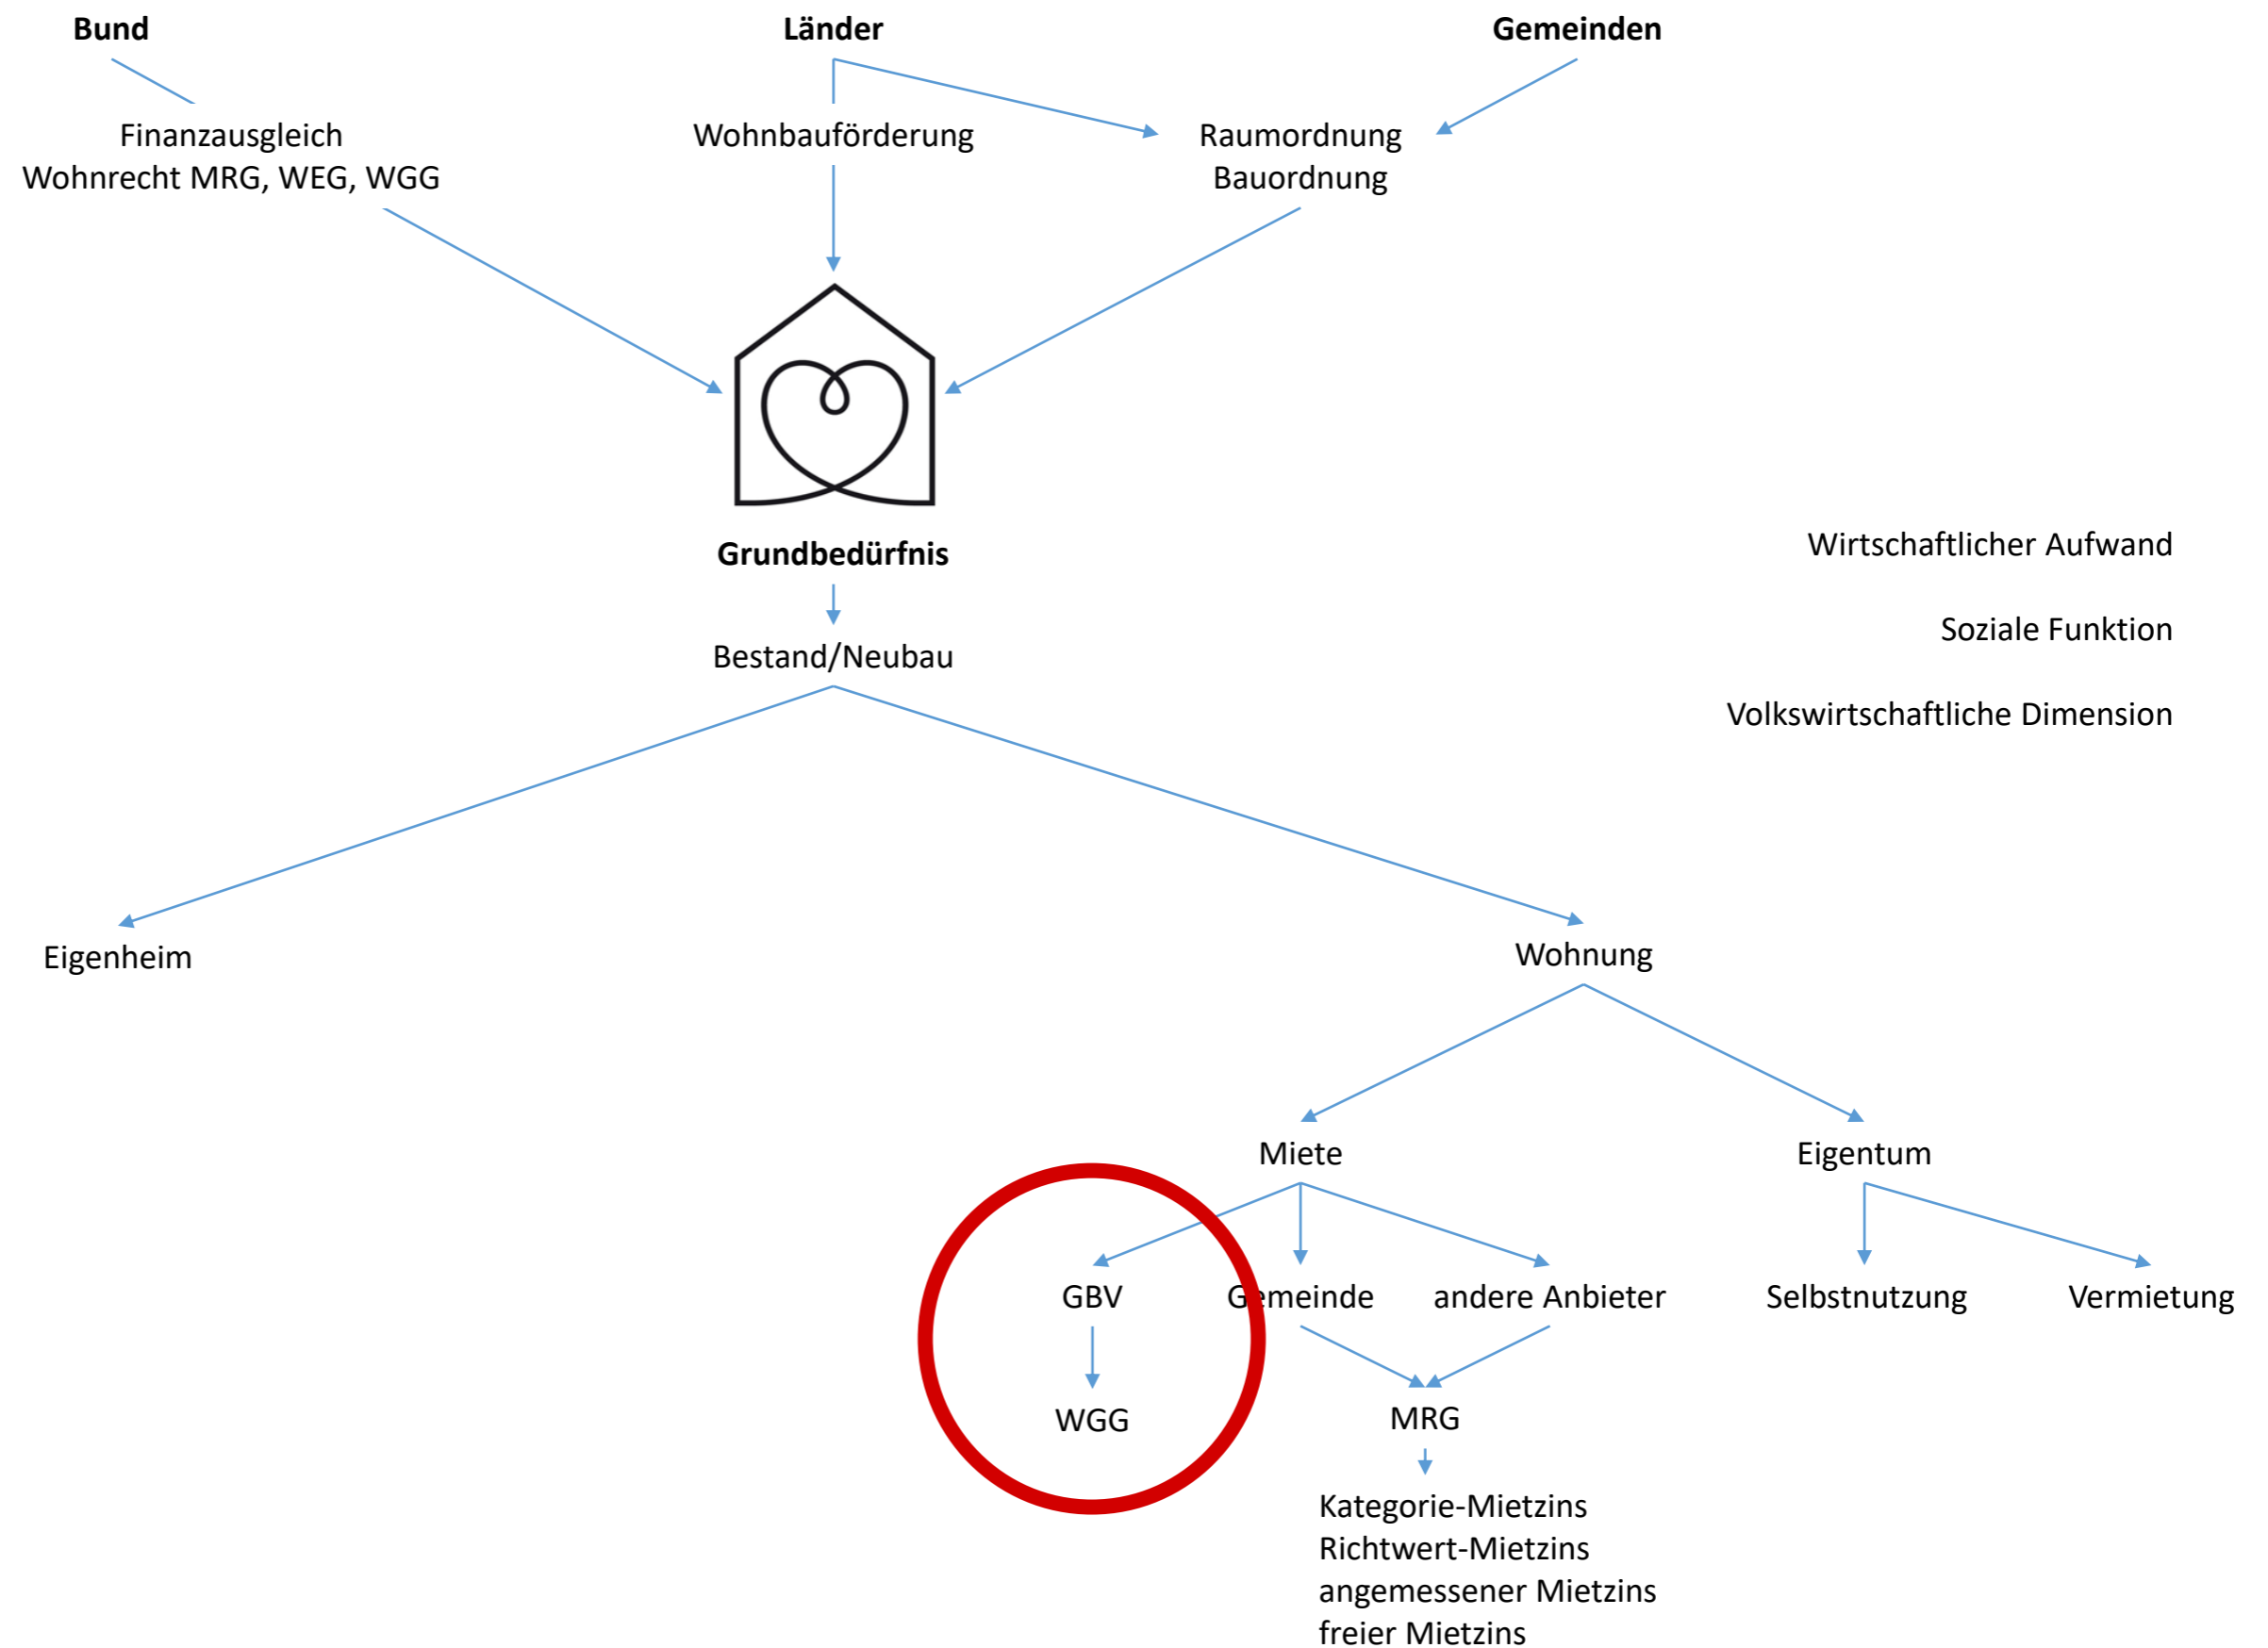 Bund
Länder
Gemeinden
Finanzausgleich
Wohnrecht MRG, WEG, WGG
Wohnbauförderung
Raumordnung
Bauordnung
Grundbedürfnis
Bestand/Neubau
Wirtschaftlicher Aufwand
Soziale Funktion
Volkswirtschaftliche Dimension
Eigenheim
Wohnung
Miete
Eigentum
GBV
Gemeinde
andere Anbieter
Selbstnutzung
Vermietung
WGG
MRG
Kategorie-Mietzins
Richtwert-Mietzins
angemessener Mietzins
freier Mietzins